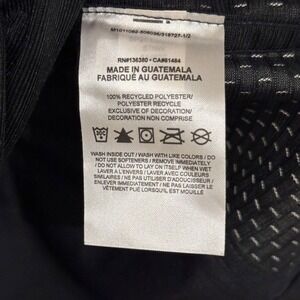 RN#136380 • CA#61484
MADE IN GUATEMALA
FABRIQUÉ AU GUATEMALA
100% RECYCLED POLYESTER/
POLYESTER RECYCLÉ
EXCLUSIVE OF DECORATION/
DECORATION NON COMPRISE
WASH INSIDE OUT / WASH WITH LIKE COLORS / DO
NOT USE SOFTENERS / REMOVE IMMEDIATELY
/ DO NOT ALLOW TO LAY ON ITSELF WHEN WET
LAVER À L'ENVERS / LAVER AVEC DES COULEURS
SIMILAIRES / NE PAS UTILISER D'ADOUCISSEUR /
ENLEVER IMMÉDIATEMENT / NE PAS LAISSER
PLIÉ LORSQU'IL EST MOUILLÉ